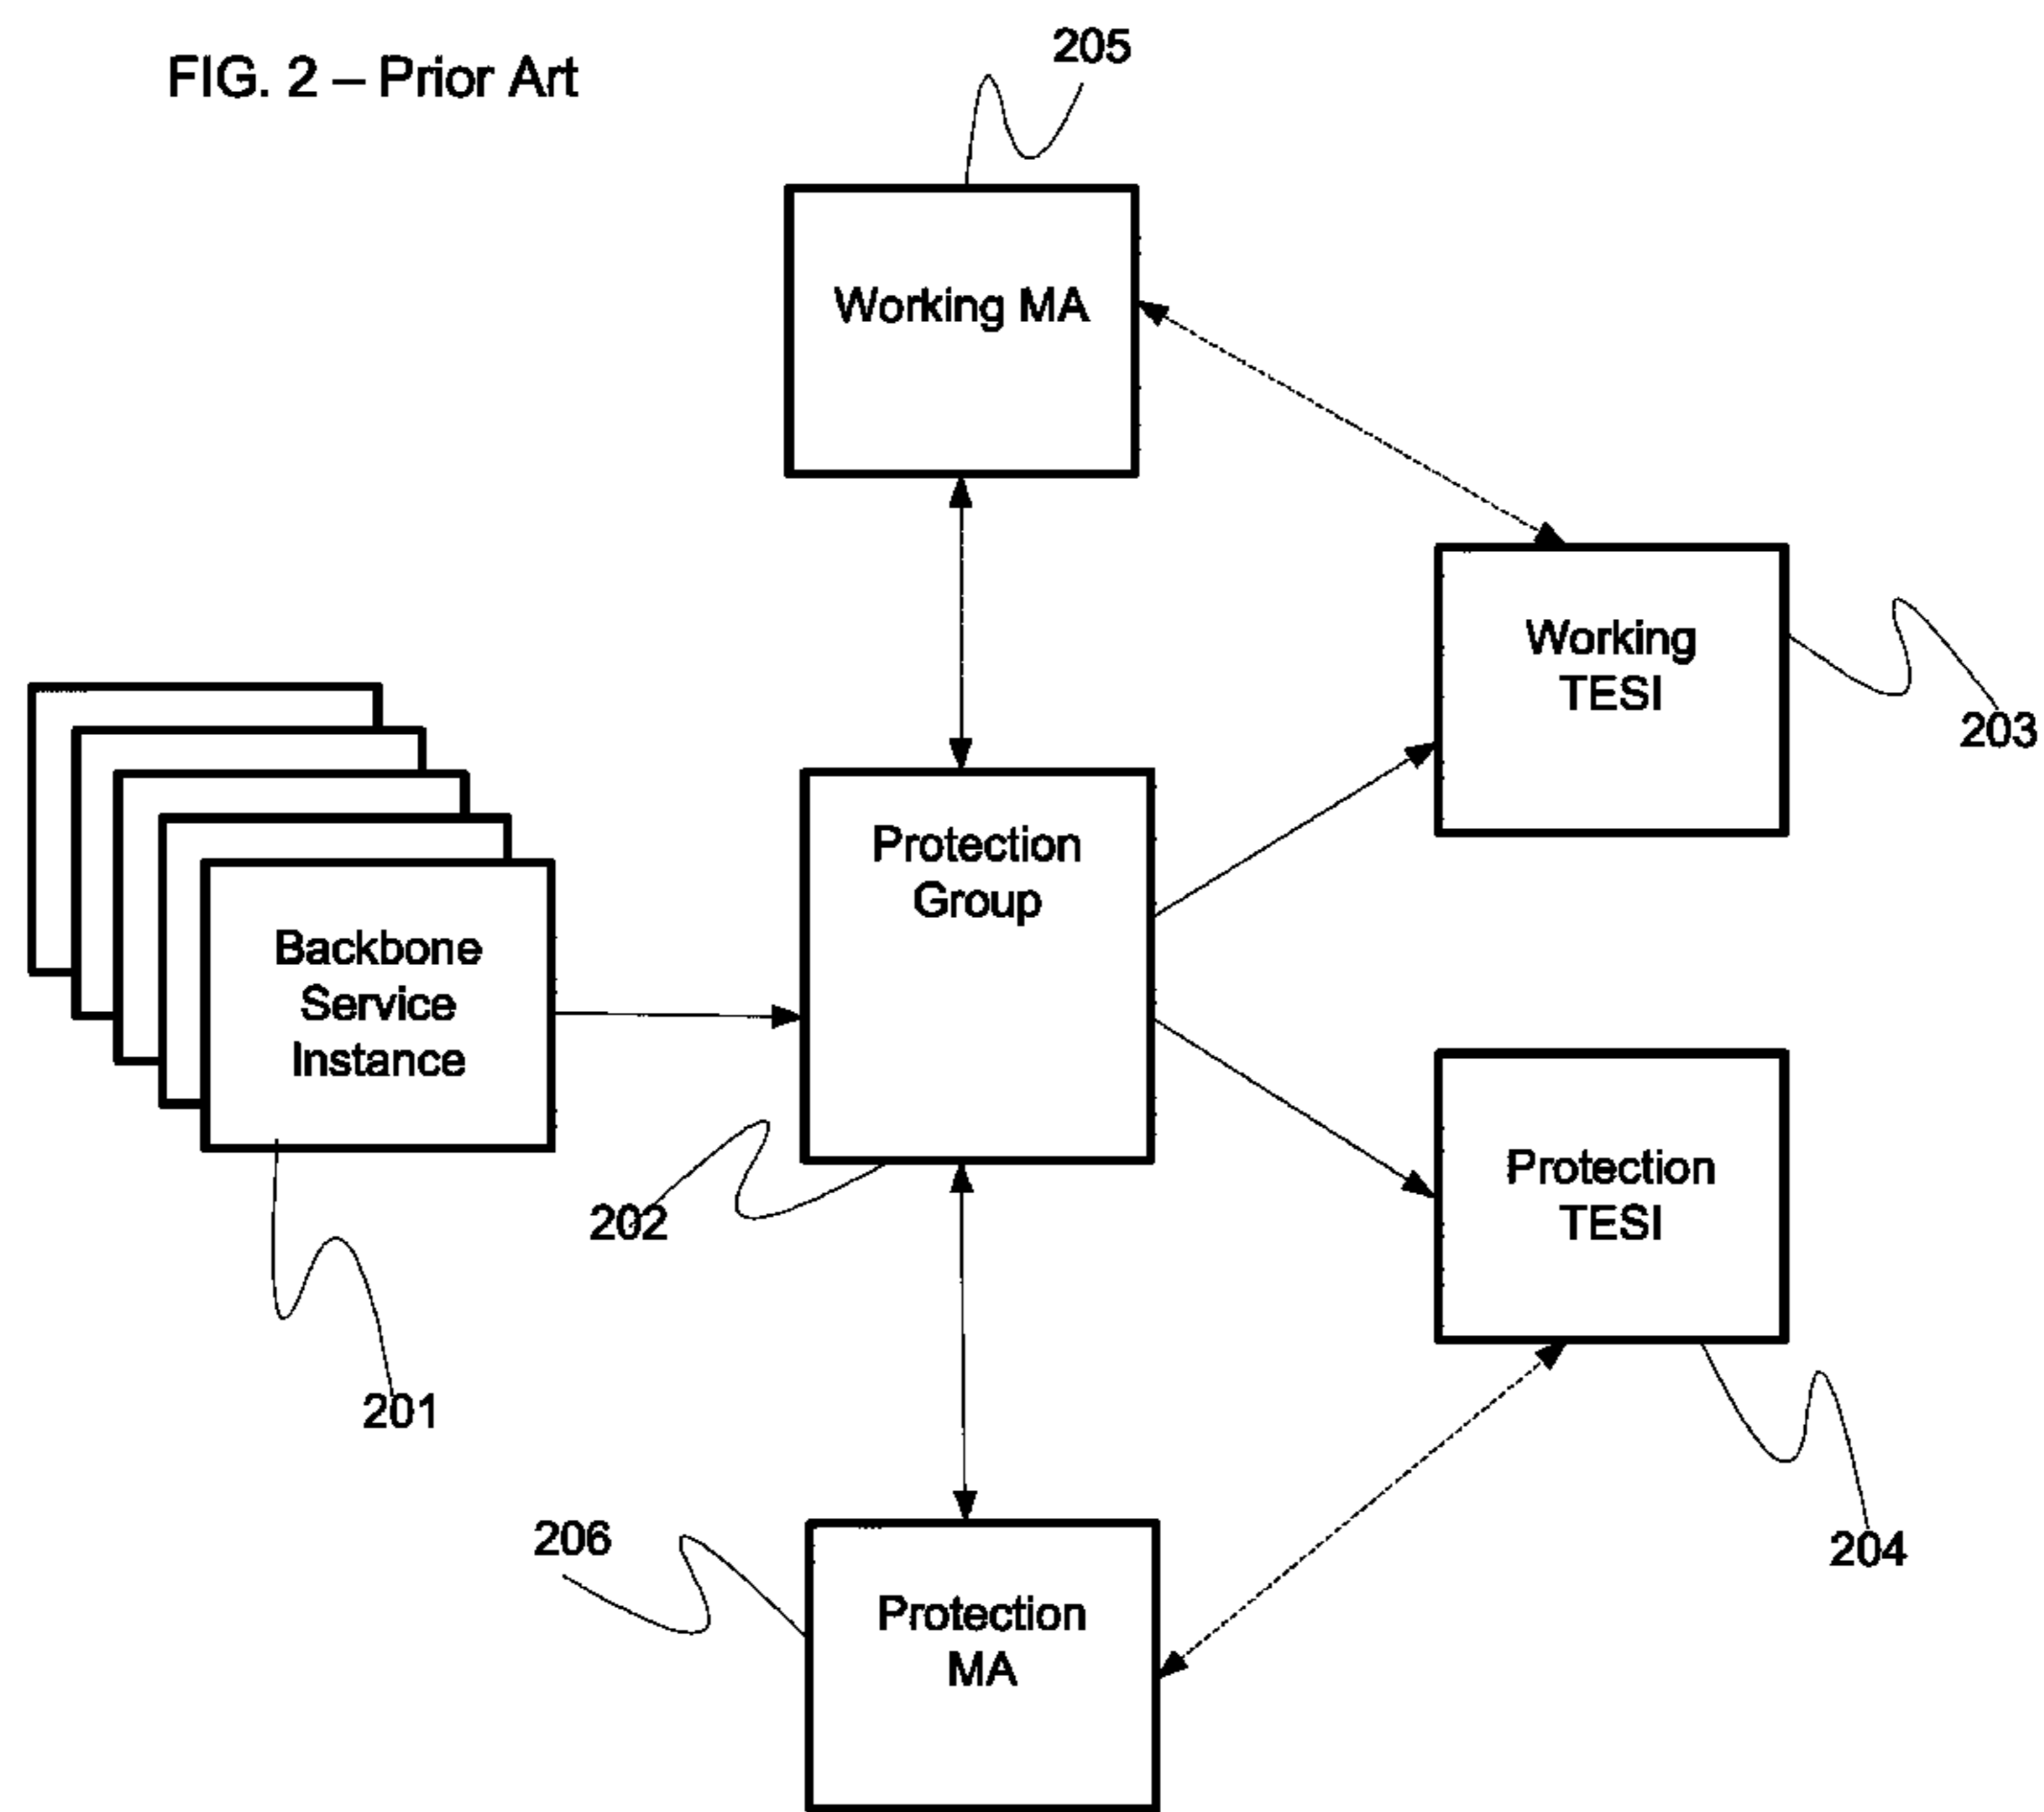 FIG. 2 – Prior Art
205
Working MA
Working
TESI
203
Protection
Group
Backbone
Service
Instance
Protection
TESI
202
201
206
204
Protection
MA